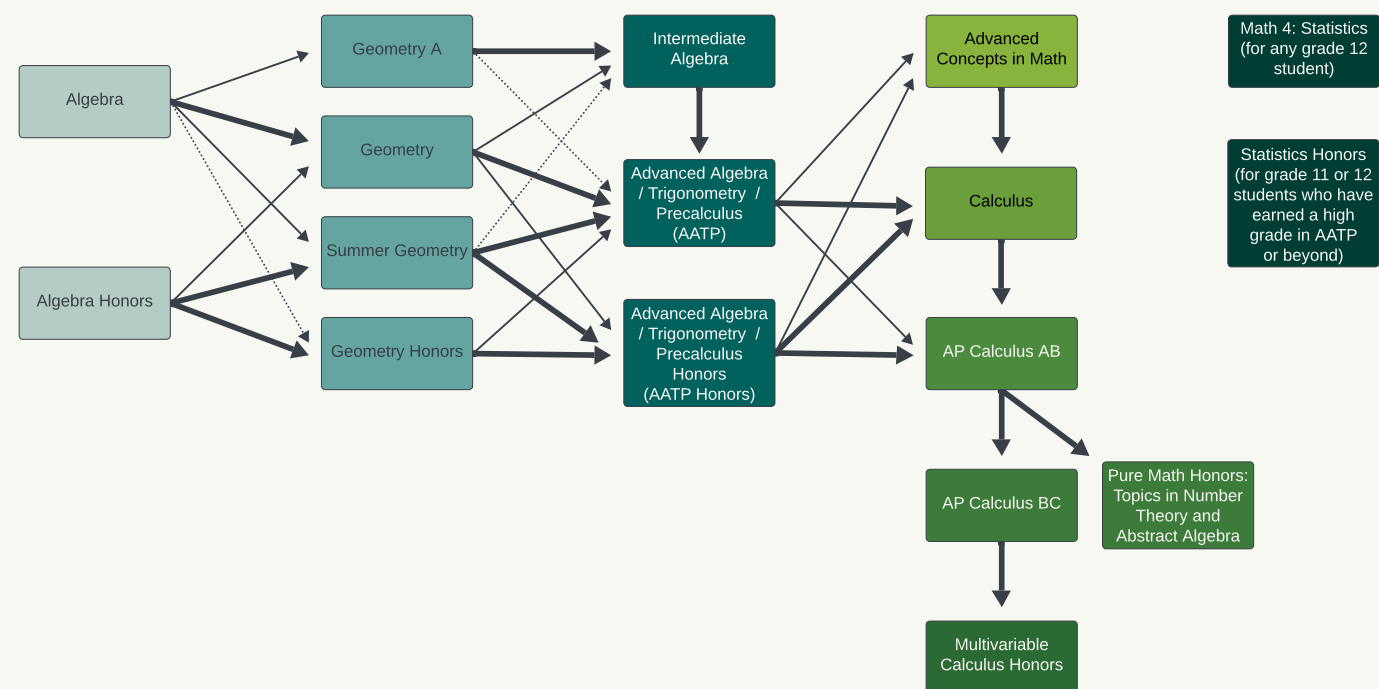 Algebra
Algebra Honors
Geometry A
Geometry
Summer Geometry
Geometry Honors
Intermediate
Algebra
Advanced Algebra
/ Trigonometry  /
Precalculus
(AATP)
Advanced Algebra
/ Trigonometry  /
Precalculus
Honors
(AATP Honors)
Advanced
Concepts in Math
Calculus
AP Calculus AB
AP Calculus BC
Multivariable
Calculus Honors
Pure Math Honors:
Topics in Number
Theory and
Abstract Algebra
Math 4: Statistics
(for any grade 12
student)
Statistics Honors
(for grade 11 or 12
students who have
earned a high
grade in AATP
or beyond)